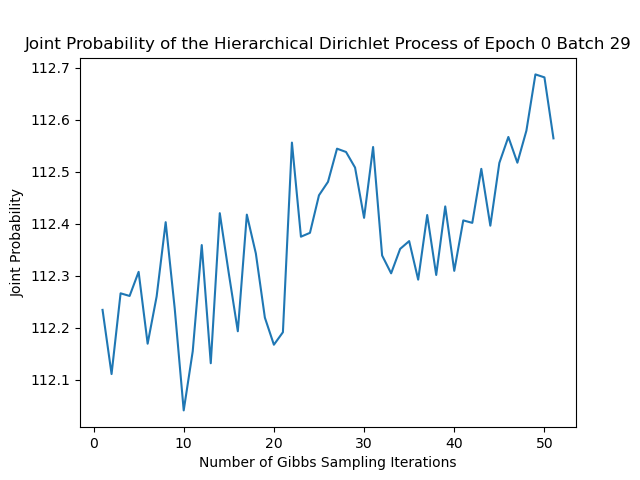 Joint Probability of the Hierarchical Dirichlet Process of Epoch 0 Batch 29
112.7
112.6
112.5
112.4
112.3
112.2
112.1
Joint Probability
0 10 20 30 40 50
Number of Gibbs Sampling Iterations